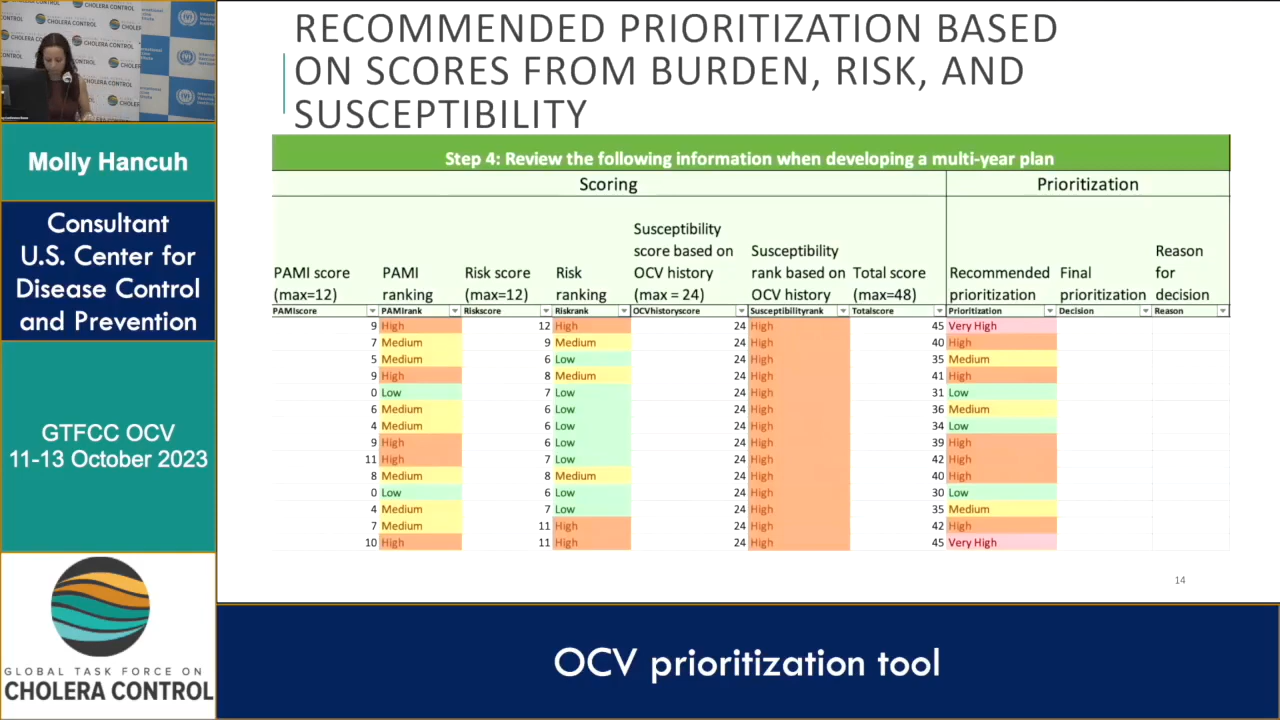 RECOMMENDED PRIORITIZATION BASED
ON SCORES FROM BURDEN, RISK, AND
SUSCEPTIBILITY
Step 4: Review the following information when developing a multi-year plan
Scoring Prioritization
PAMI score (max=12) PAMI ranking Risk score (max=12) Risk ranking Susceptibility score based on OCV history (max = 24) Susceptibility rank based on OCV history Total score (max=48) Recommended prioritization Final prioritization Reason for decision
PAMIscore PAMIrank Riskscore Riskrank OCVhistoryscore Susceptibilityrank Totalscore Prioritization Decision Reason
9 High 12 High 24 High 45 Very High
7 Medium 9 Medium 24 High 40 High
5 Medium 6 Low 24 High 35 Medium
9 High 8 Medium 24 High 41 High
0 Low 7 Low 24 High 31 Low
6 Medium 6 Low 24 High 36 Medium
4 Medium 6 Low 24 High 34 Low
9 High 6 Low 24 High 39 High
11 High 7 Low 24 High 42 High
8 Medium 8 Medium 24 High 40 High
0 Low 6 Low 24 High 30 Low
4 Medium 7 Low 24 High 35 Medium
7 Medium 11 High 24 High 42 High
10 High 11 High 24 High 45 Very High
14
Molly Hancuh
Consultant
U.S. Center for
Disease Control
and Prevention
GTFCC OCV
11-13 October 2023
GLOBAL TASK FORCE ON
CHOLERA CONTROL
OCV prioritization tool